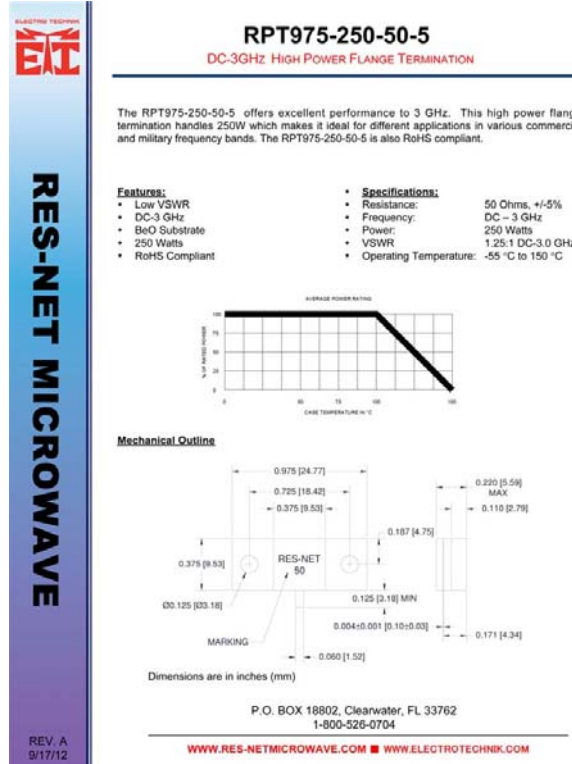 ELECTRO TECHNIK
ETI
RPT975-250-50-5
DC-3GHZ HIGH POWER FLANGE TERMINATION
The RPT975-250-50-5 offers excellent performance to 3 GHz. This high power flang
termination handles 250W which makes it ideal for different applications in various commerci
and military frequency bands. The RPT975-250-50-5 is also RoHS compliant.
Features:
• Low VSWR
• DC-3 GHz
• BeO Substrate
• 250 Watts
• RoHS Compliant
• Specifications:
• Resistance: 50 Ohms, +/-5%
• Frequency: DC – 3 GHz
• Power: 250 Watts
• VSWR 1.25:1 DC-3.0 GHz
• Operating Temperature: -55 °C to 150 °C
RES-NET MICROWAVE
AVERAGE POWER RATING
% OF RATED POWER
100
75
50
25
0
0 50 75 100 150
CASE TEMPERATURE IN °C
Mechanical Outline
0.975 [24.77]
0.725 [18.42]
0.375 [9.53]
0.220 [5.59]
MAX
0.110 [2.79]
0.187 [4.75]
0.375 [9.53]
RES-NET
50
Ø0.125 [Ø3.18]
0.125 [3.18] MIN
0.004±0.001 [0.10±0.03]
0.171 [4.34]
MARKING
0.060 [1.52]
Dimensions are in inches (mm)
P.O. BOX 18802, Clearwater, FL 33762
1-800-526-0704
REV. A
9/17/12
WWW.RES-NETMICROWAVE.COM ■ WWW.ELECTROTECHNIK.COM